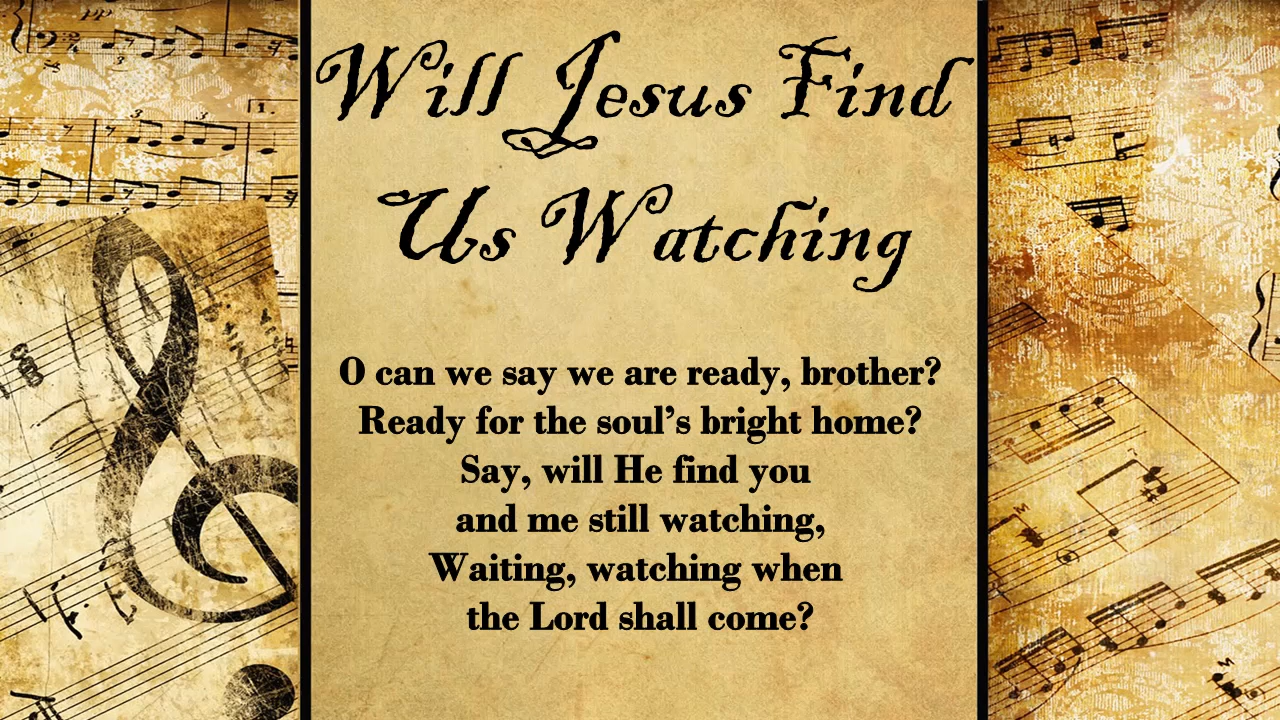 Will Jesus Find
Us Watching
O can we say we are ready, brother?
Ready for the soul’s bright home?
Say, will He find you
and me still watching,
Waiting, watching when
the Lord shall come?